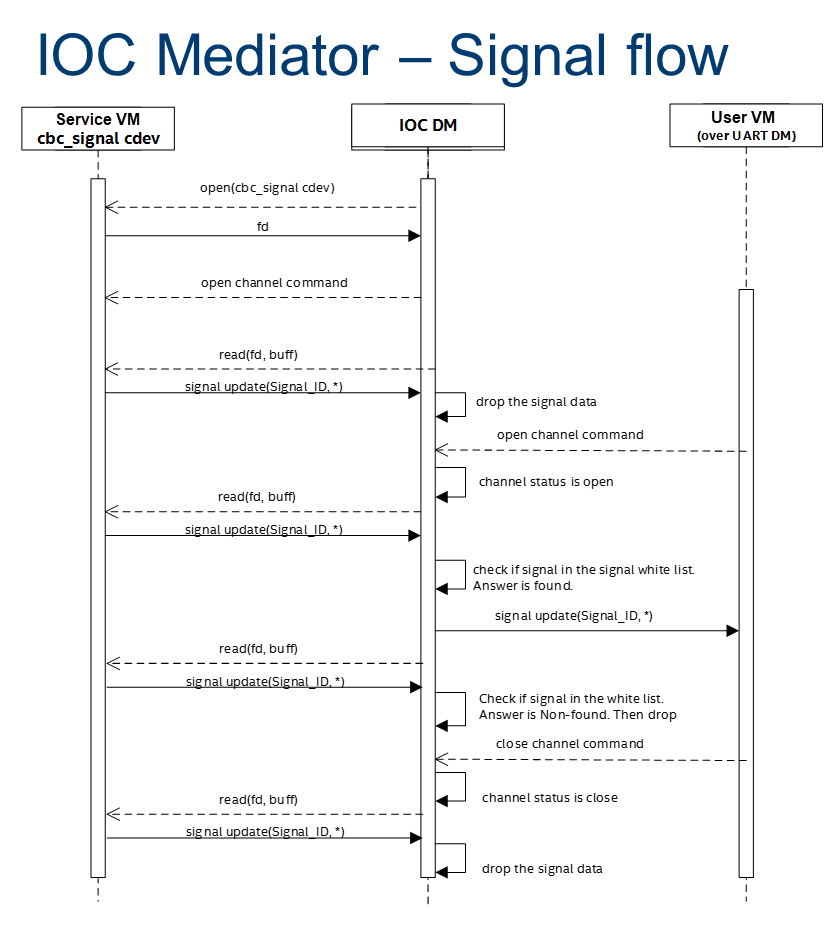 IOC Mediator – Signal flow
Service VM
cbc_signal cdev
IOC DM
User VM
(over UART DM)
open(cbc_signal cdev)
fd
open channel command
read(fd, buff)
signal update(Signal_ID, *)
drop the signal data
open channel command
channel status is open
read(fd, buff)
signal update(Signal_ID, *)
check if signal in the signal white list.
Answer is found.
signal update(Signal_ID, *)
read(fd, buff)
signal update(Signal_ID, *)
Check if signal in the white list.
Answer is Non-found. Then drop
close channel command
channel status is close
read(fd, buff)
signal update(Signal_ID, *)
drop the signal data